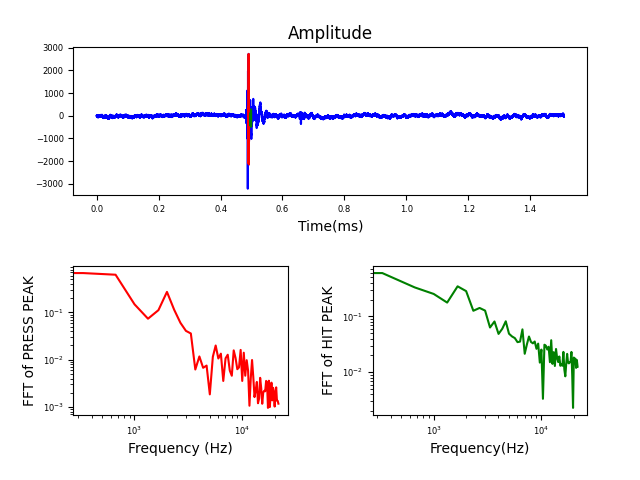 Amplitude
3000
2000
1000
0
−1000
−2000
−3000
0.0 0.2 0.4 0.6 0.8 1.0 1.2 1.4
Time(ms)
FFT of PRESS PEAK
10⁻¹
10⁻²
10⁻³
10³ 10⁴
Frequency (Hz)
FFT of HIT PEAK
10⁻¹
10⁻²
10³ 10⁴
Frequency(Hz)